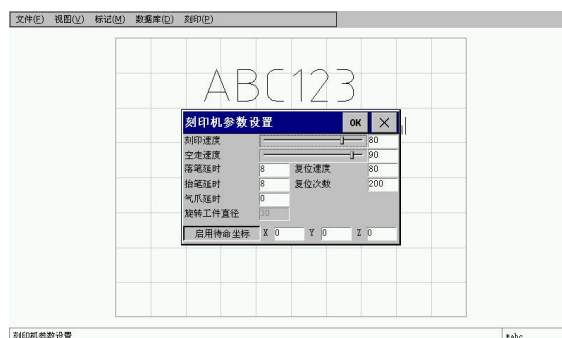 文件(F) 视图(V) 标记(M) 数据库(D) 刻印(P)
ABC123
刻印机参数设置 OK
刻印速度 80
空走速度 90
落笔延时 8 复位速度 80
抬笔延时 8 复位次数 200
气爪延时 0
旋转工件直径 30
启用待命坐标 X 0 Y 0 Z 0
刻印机参数设置 *abc